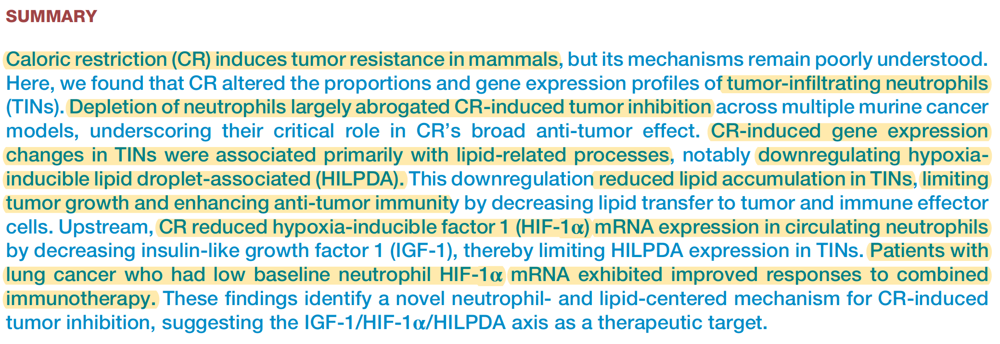 SUMMARY
Caloric restriction (CR) induces tumor resistance in mammals, but its mechanisms remain poorly understood.
Here, we found that CR altered the proportions and gene expression profiles of tumor-infiltrating neutrophils
(TINs). Depletion of neutrophils largely abrogated CR-induced tumor inhibition across multiple murine cancer
models, underscoring their critical role in CR's broad anti-tumor effect. CR-induced gene expression
changes in TINs were associated primarily with lipid-related processes, notably downregulating hypoxia-
inducible lipid droplet-associated (HILPDA). This downregulation reduced lipid accumulation in TINs, limiting
tumor growth and enhancing anti-tumor immunity by decreasing lipid transfer to tumor and immune effector
cells. Upstream, CR reduced hypoxia-inducible factor 1 (HIF-1α) mRNA expression in circulating neutrophils
by decreasing insulin-like growth factor 1 (IGF-1), thereby limiting HILPDA expression in TINs. Patients with
lung cancer who had low baseline neutrophil HIF-1α mRNA exhibited improved responses to combined
immunotherapy. These findings identify a novel neutrophil- and lipid-centered mechanism for CR-induced
tumor inhibition, suggesting the IGF-1/HIF-1α/HILPDA axis as a therapeutic target.